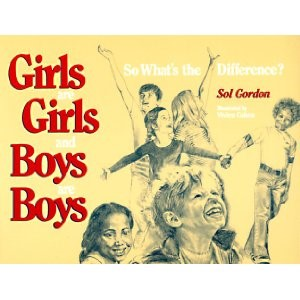 Girls
are
Girls
and
Boys
are
Boys
So What's the Difference?
Sol Gordon